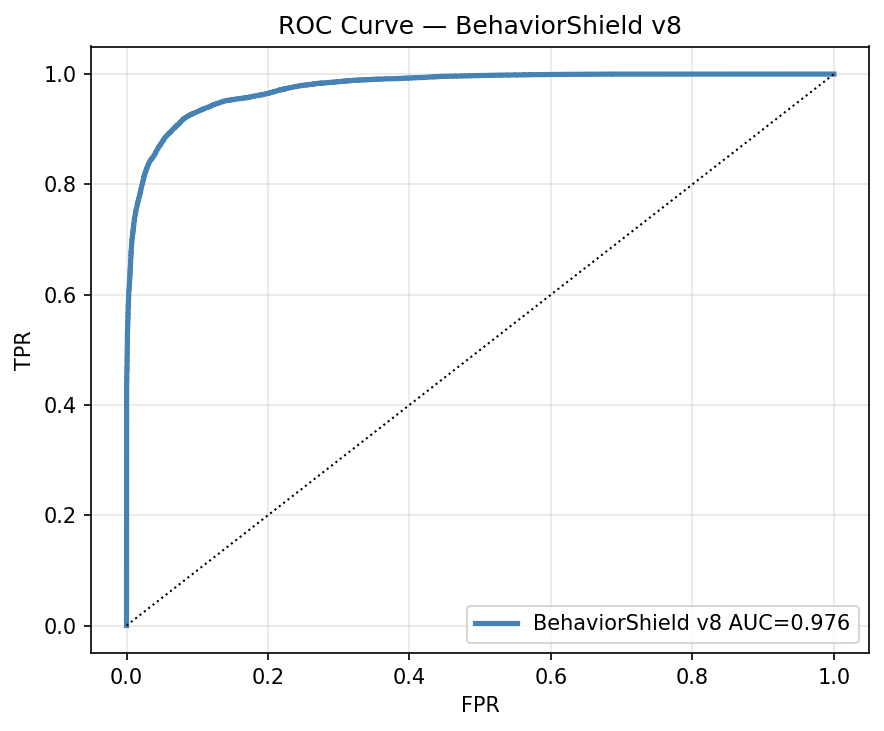 ROC Curve — BehaviorShield v8
TPR
1.0
0.8
0.6
0.4
0.2
0.0
BehaviorShield v8 AUC=0.976
0.0 0.2 0.4 0.6 0.8 1.0
FPR